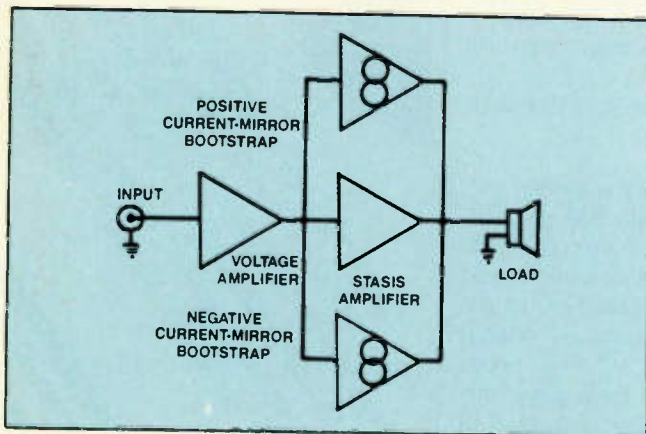 POSITIVE
CURRENT-MIRROR
BOOTSTRAP
INPUT
VOLTAGE
AMPLIFIER
STASIS
AMPLIFIER
LOAD
NEGATIVE
CURRENT-MIRROR
BOOTSTRAP